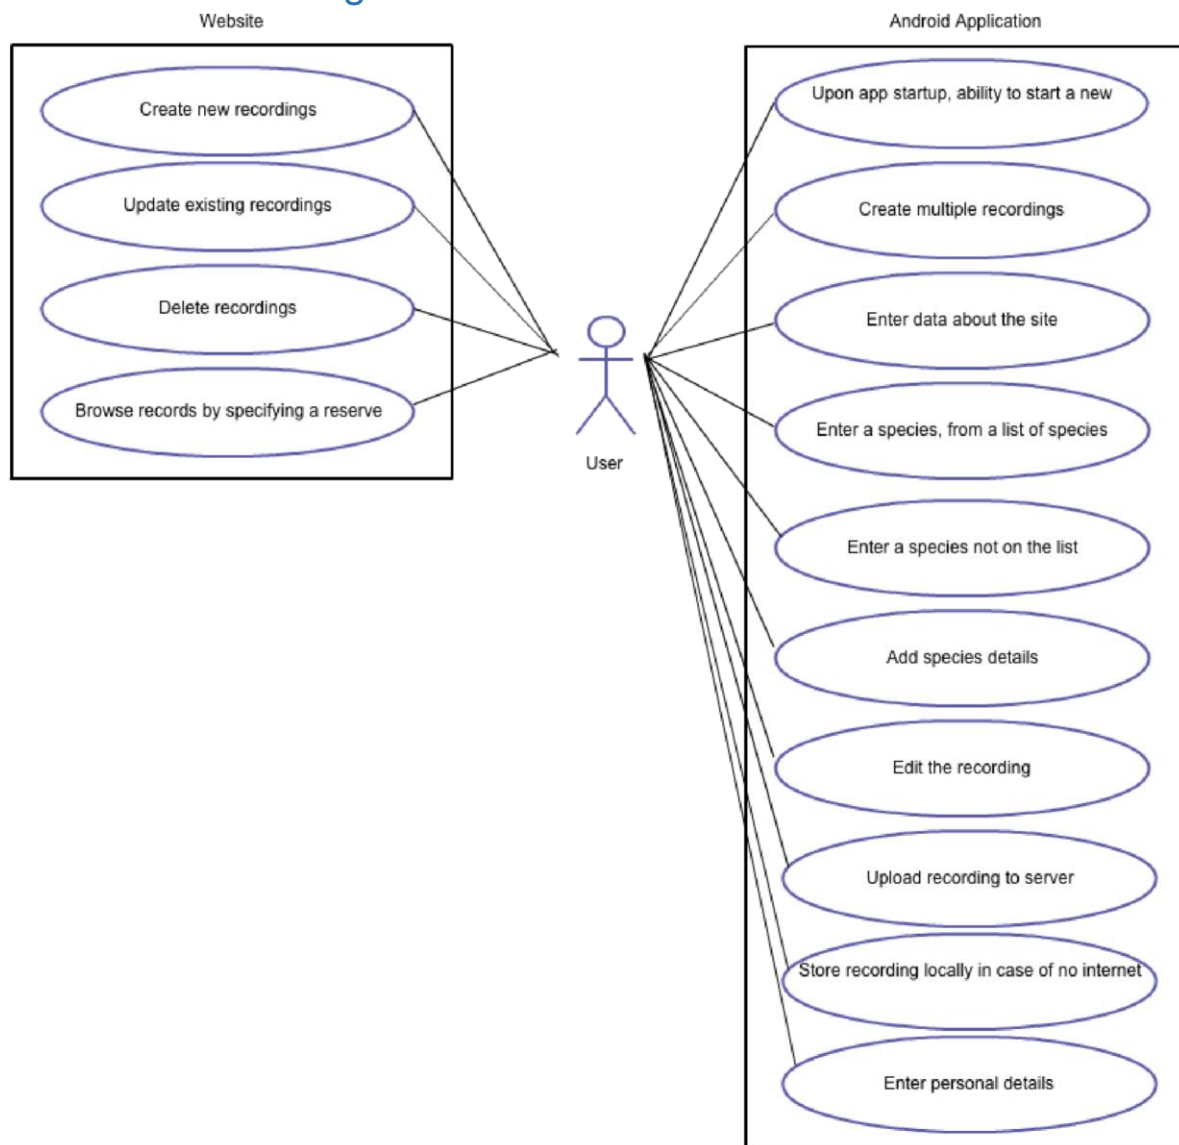 Website
Create new recordings
Update existing recordings
Delete recordings
Browse records by specifying a reserve
User
Android Application
Upon app startup, ability to start a new
Create multiple recordings
Enter data about the site
Enter a species, from a list of species
Enter a species not on the list
Add species details
Edit the recording
Upload recording to server
Store recording locally in case of no internet
Enter personal details